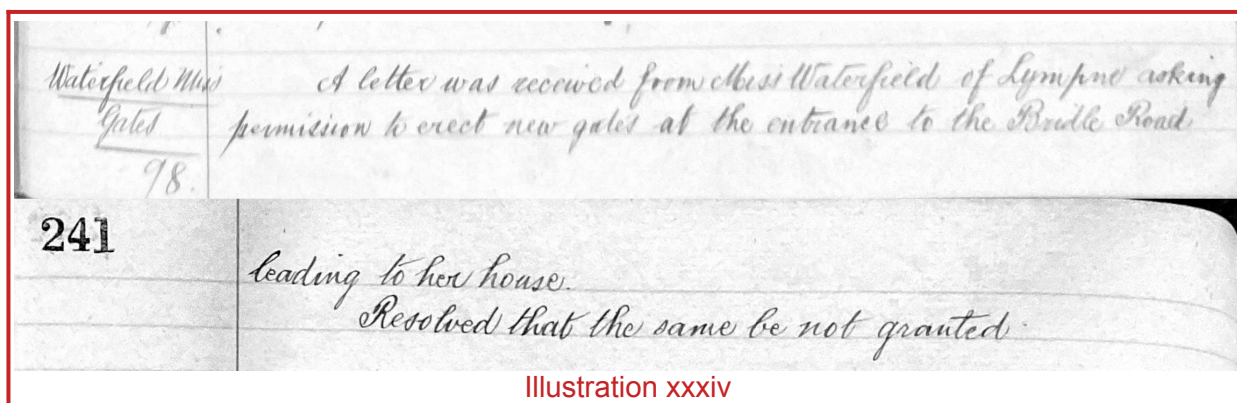 Waterfield Miss
Gates
98.
A letter was received from Miss Waterfield of Lympne asking
permission to erect new gates at the entrance to the Bridle Road
241
leading to her house.
Resolved that the same be not granted
Illustration xxxiv